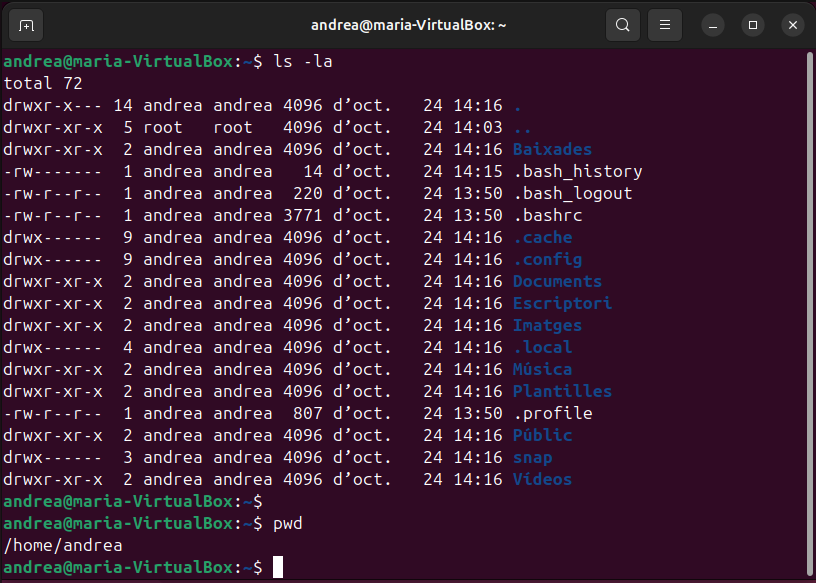 andrea@maria-VirtualBox: ~
andrea@maria-VirtualBox:~$ ls -la
total 72
drwxr-x--- 14 andrea andrea 4096 d’oct.   24 14:16 .
drwxr-xr-x  5 root   root   4096 d’oct.   24 14:03 ..
drwxr-xr-x  2 andrea andrea 4096 d’oct.   24 14:16 Baixades
-rw-------  1 andrea andrea   14 d’oct.   24 14:15 .bash_history
-rw-r--r--  1 andrea andrea  220 d’oct.   24 13:50 .bash_logout
-rw-r--r--  1 andrea andrea 3771 d’oct.   24 13:50 .bashrc
drwx------  9 andrea andrea 4096 d’oct.   24 14:16 .cache
drwx------  9 andrea andrea 4096 d’oct.   24 14:16 .config
drwxr-xr-x  2 andrea andrea 4096 d’oct.   24 14:16 Documents
drwxr-xr-x  2 andrea andrea 4096 d’oct.   24 14:16 Escriptori
drwxr-xr-x  2 andrea andrea 4096 d’oct.   24 14:16 Imatges
drwx------  4 andrea andrea 4096 d’oct.   24 14:16 .local
drwxr-xr-x  2 andrea andrea 4096 d’oct.   24 14:16 Música
drwxr-xr-x  2 andrea andrea 4096 d’oct.   24 14:16 Plantilles
-rw-r--r--  1 andrea andrea  807 d’oct.   24 13:50 .profile
drwxr-xr-x  2 andrea andrea 4096 d’oct.   24 14:16 Públic
drwx------  3 andrea andrea 4096 d’oct.   24 14:16 snap
drwxr-xr-x  2 andrea andrea 4096 d’oct.   24 14:16 Vídeos
andrea@maria-VirtualBox:~$
andrea@maria-VirtualBox:~$ pwd
/home/andrea
andrea@maria-VirtualBox:~$